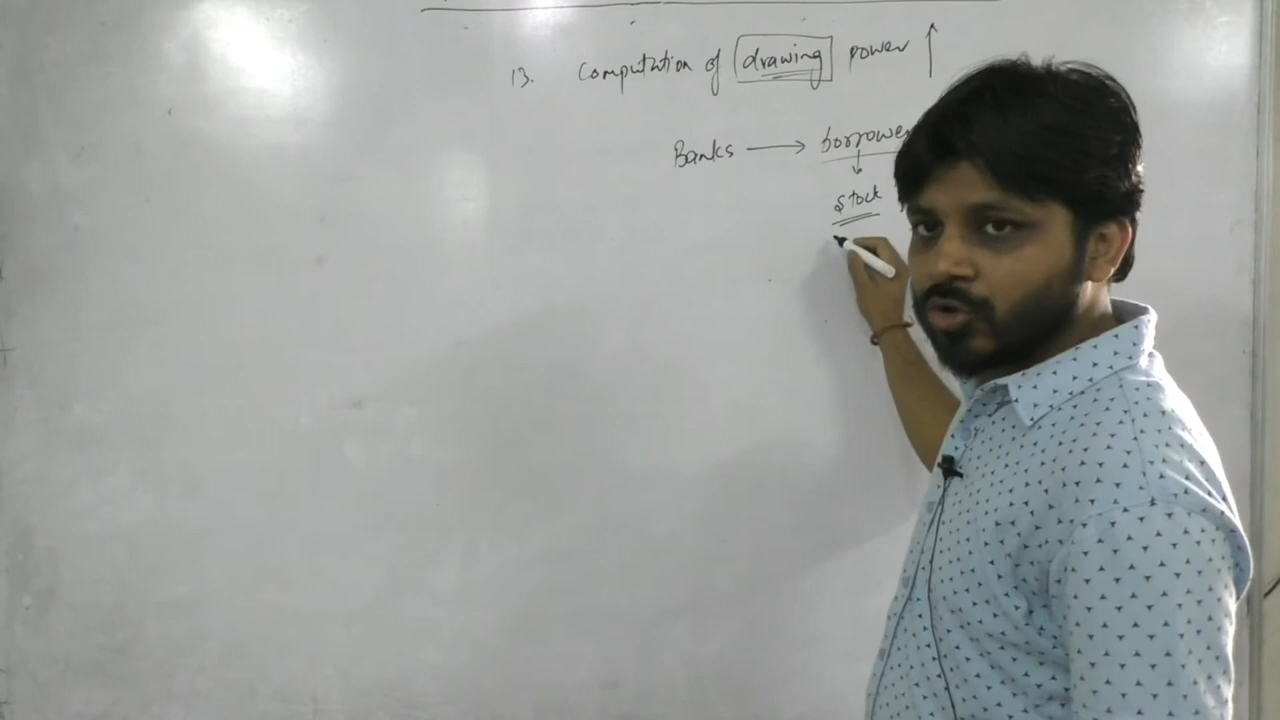 13. Computation of drawing power ↑
Banks → borrower
↓
Stock